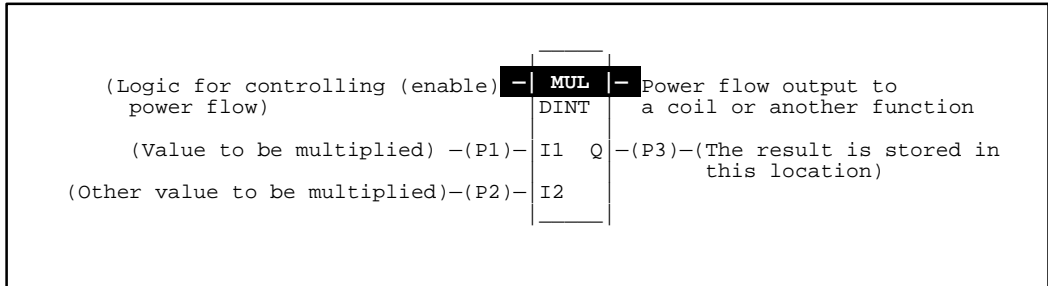 (Logic for controlling (enable) –| MUL |– Power flow output to
power flow) |DINT | a coil or another function
(Value to be multiplied) –(P1)–|I1 Q|–(P3)–(The result is stored in
this location)
(Other value to be multiplied)–(P2)–|I2